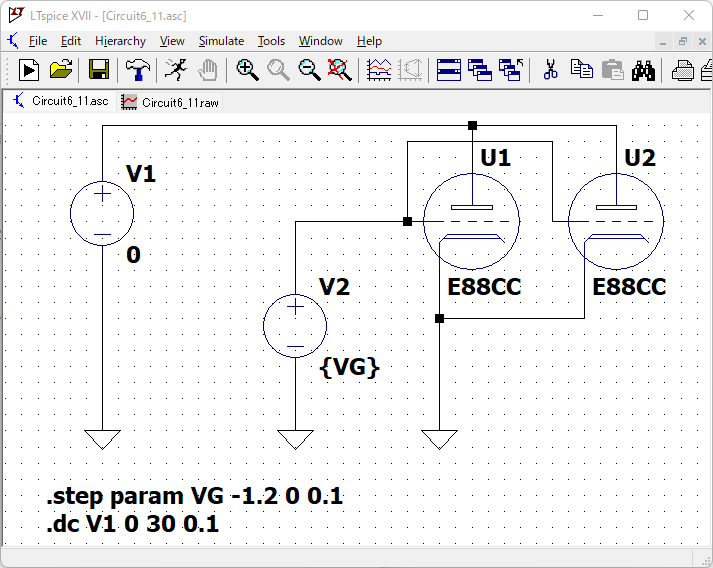 LTspice XVII - [Circuit6_11.asc]
File Edit Hierarchy View Simulate Tools Window Help
Circuit6_11.asc Circuit6_11.raw
V1
0
V2
{VG}
U1
E88CC
U2
E88CC
.step param VG -1.2 0 0.1
.dc V1 0 30 0.1